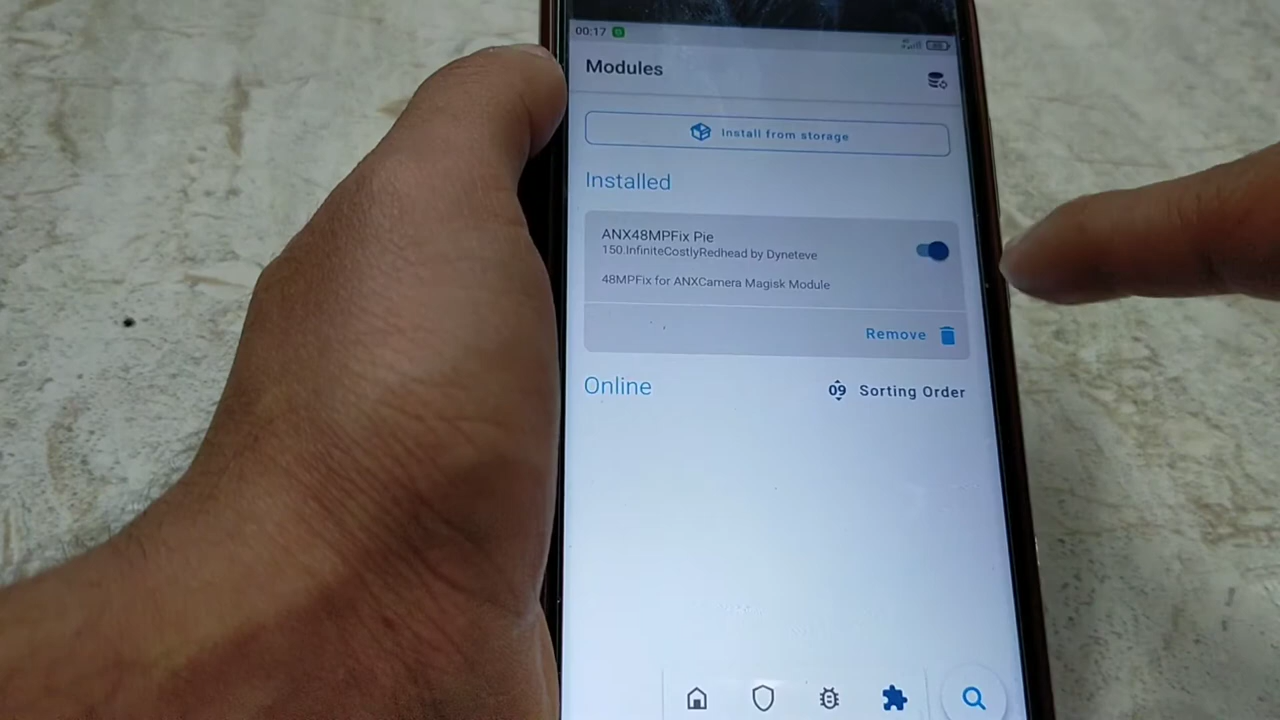 00:17
Modules
Install from storage
Installed
ANX48MPFix Pie
150.InfiniteCostlyRedhead by Dyneteve
48MPFix for ANXCamera Magisk Module
Remove
Online
09 Sorting Order